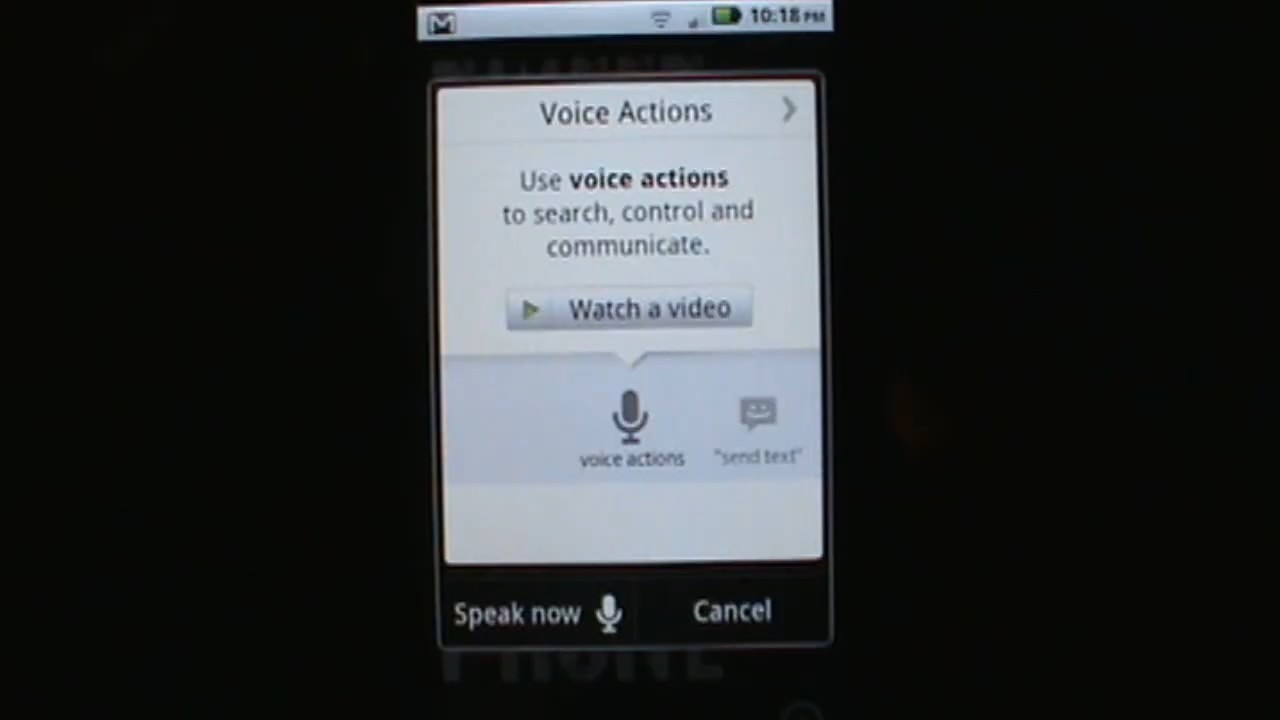 10:18 PM
Voice Actions
Use voice actions
to search, control and
communicate.
Watch a video
voice actions
"send text"
Speak now
Cancel
PHONE